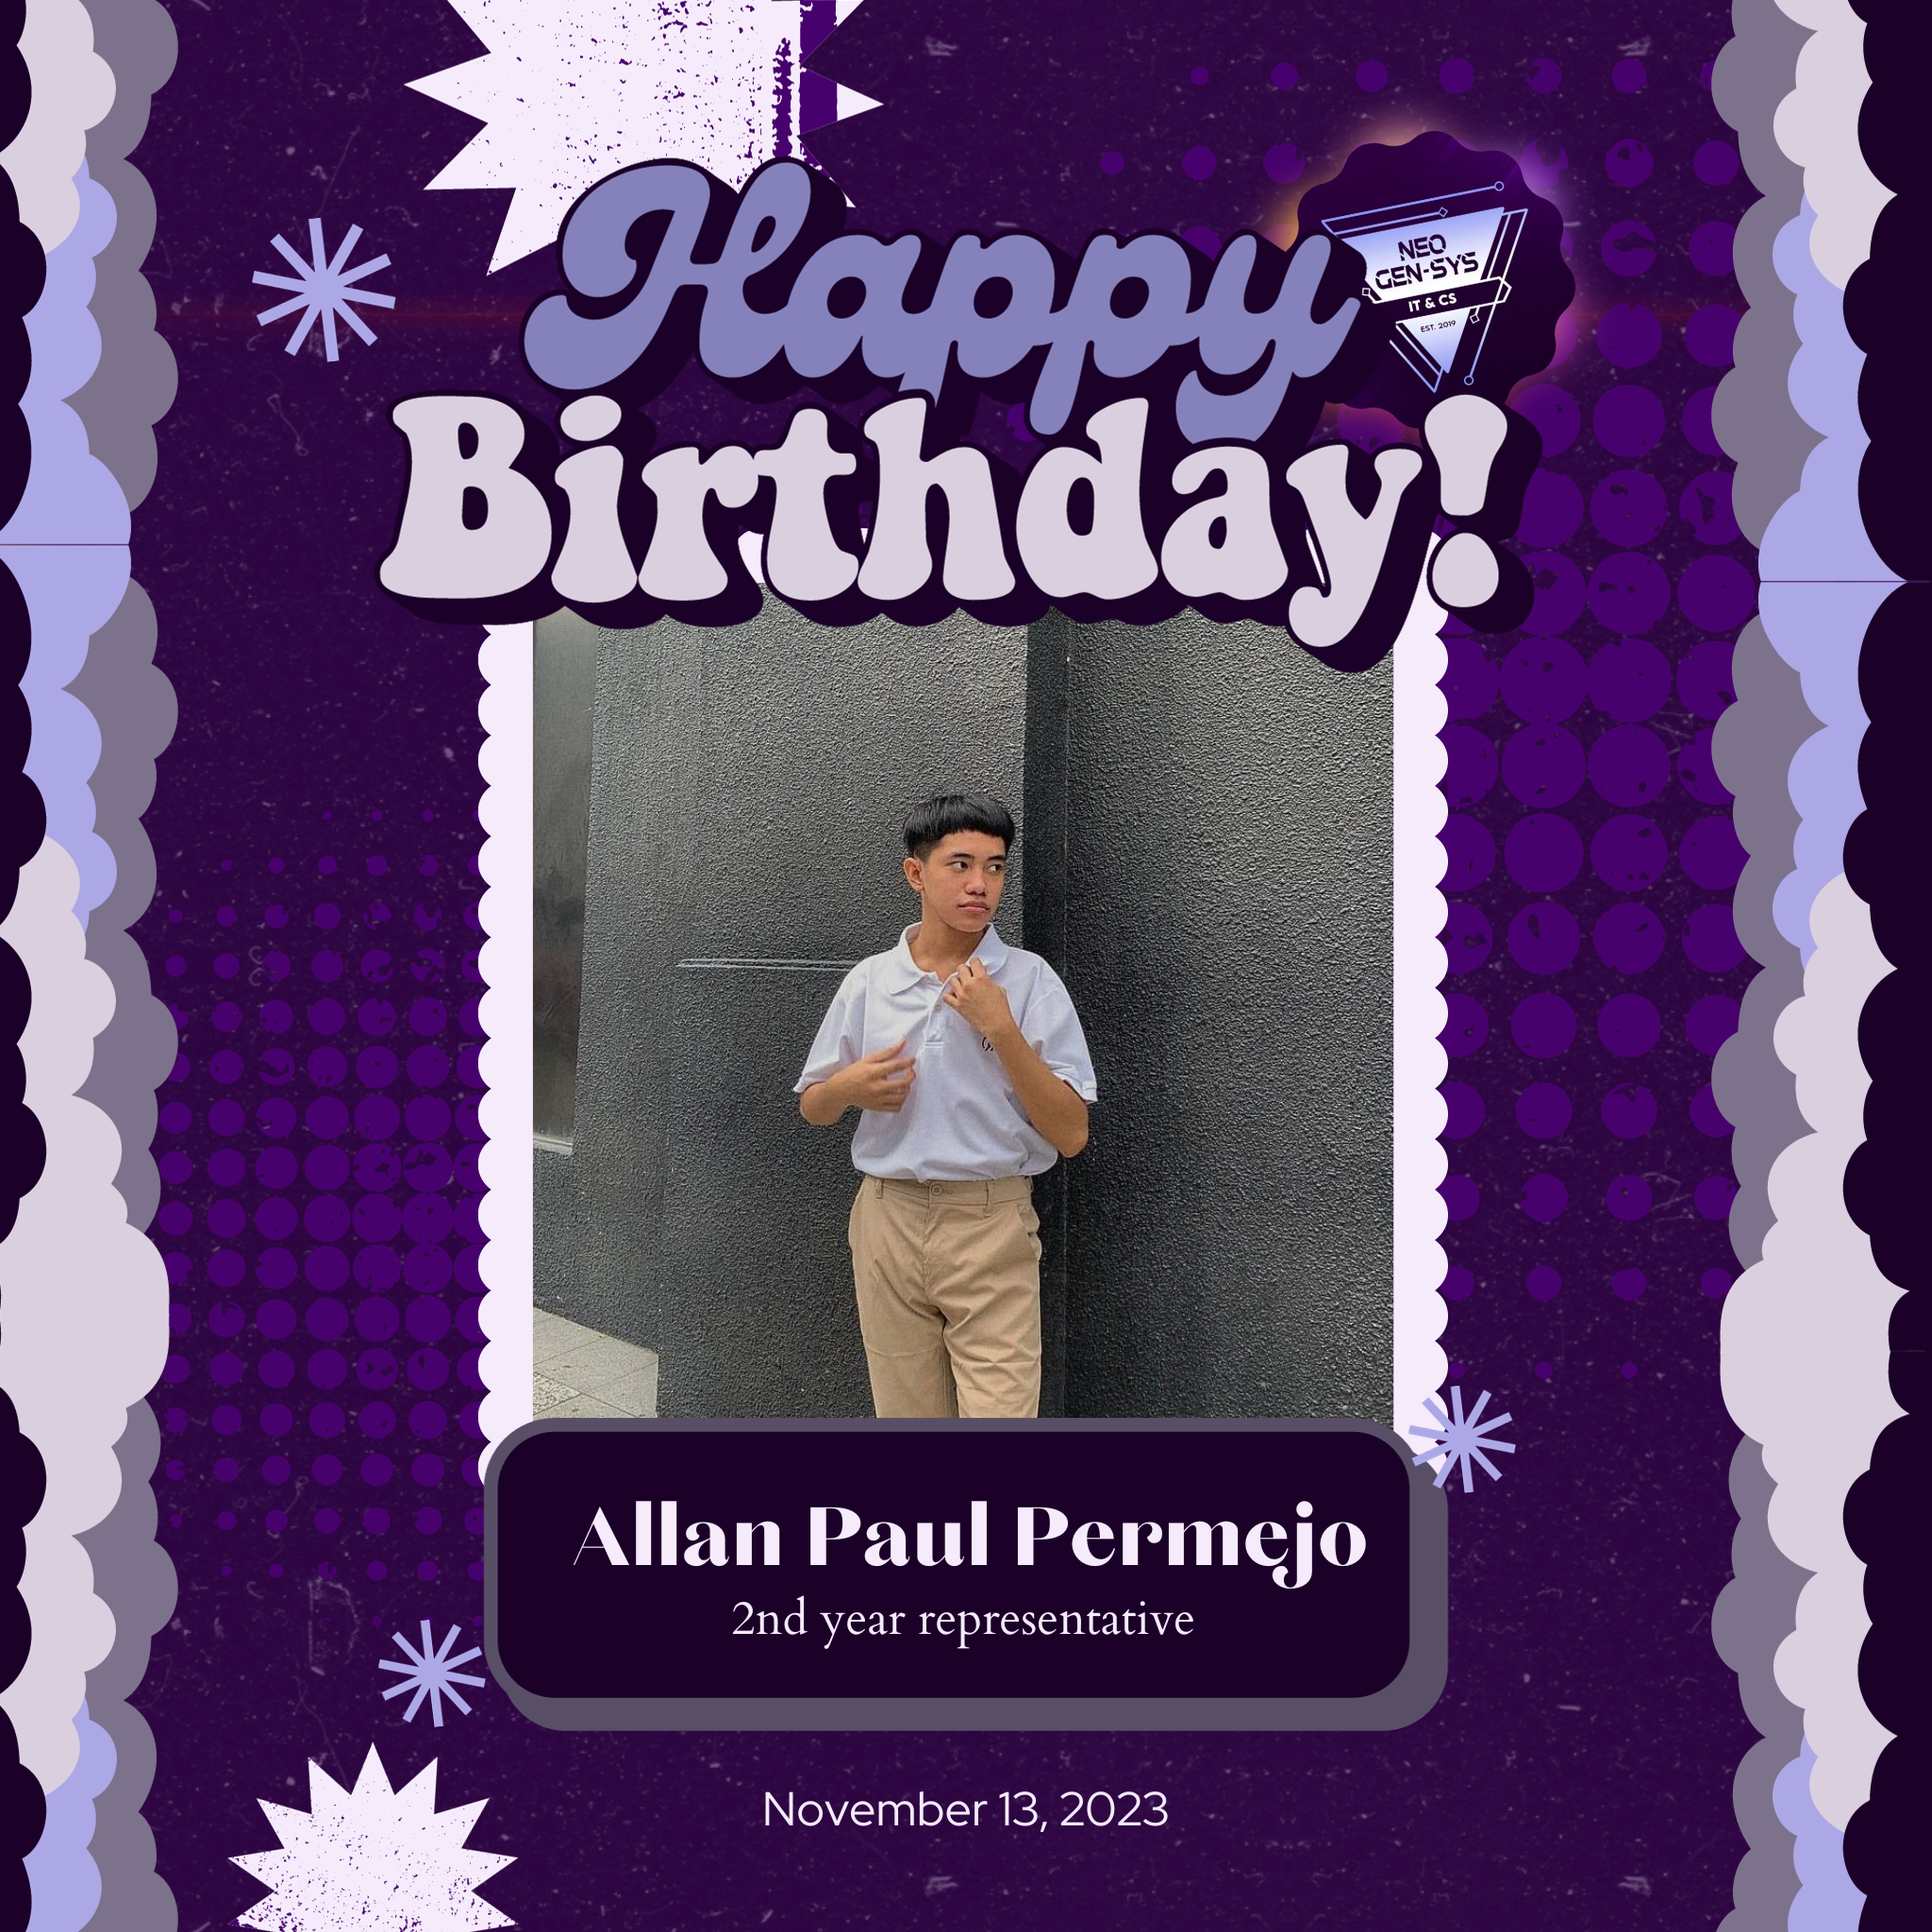 Happy
NEO
GEN-SYS
IT & CS
EST. 2019
Birthday!
Allan Paul Permejo
2nd year representative
November 13, 2023